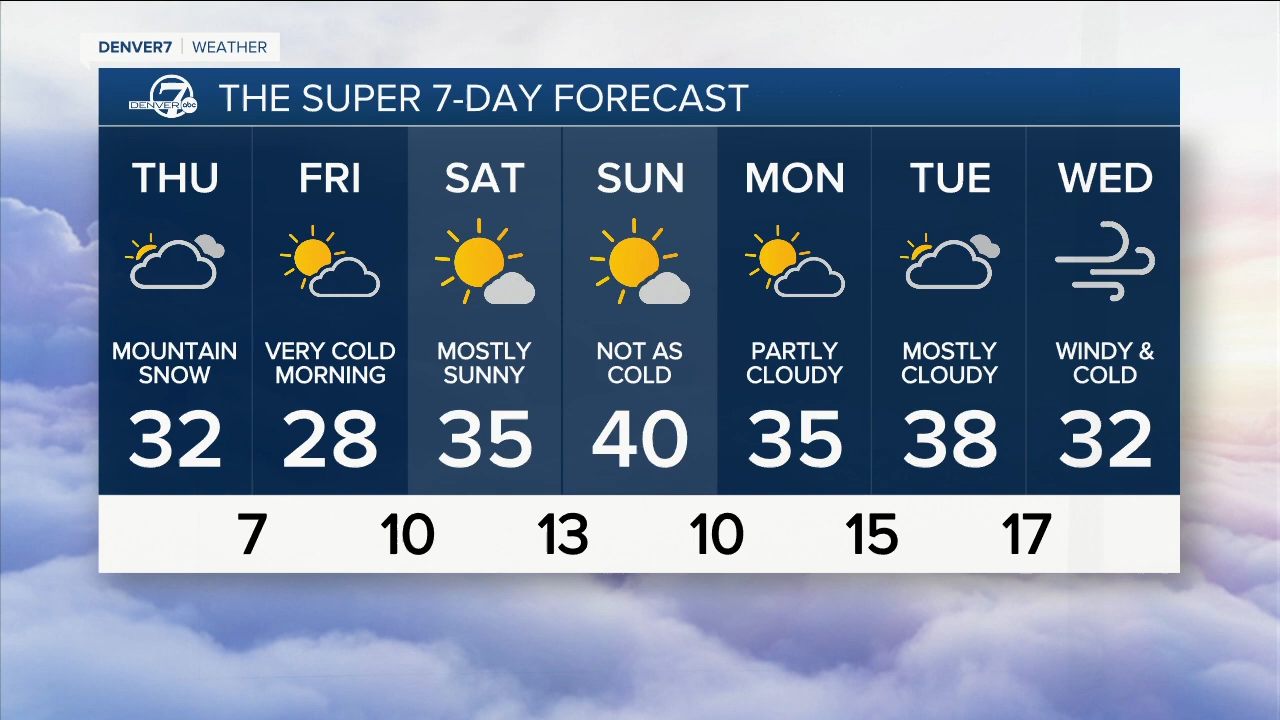 DENVER7 | WEATHER
7
DENVER abc
THE SUPER 7-DAY FORECAST
THU FRI SAT SUN MON TUE WED
MOUNTAIN VERY COLD MOSTLY NOT AS PARTLY MOSTLY WINDY &
SNOW MORNING SUNNY COLD CLOUDY CLOUDY COLD
32 28 35 40 35 38 32
7 10 13 10 15 17